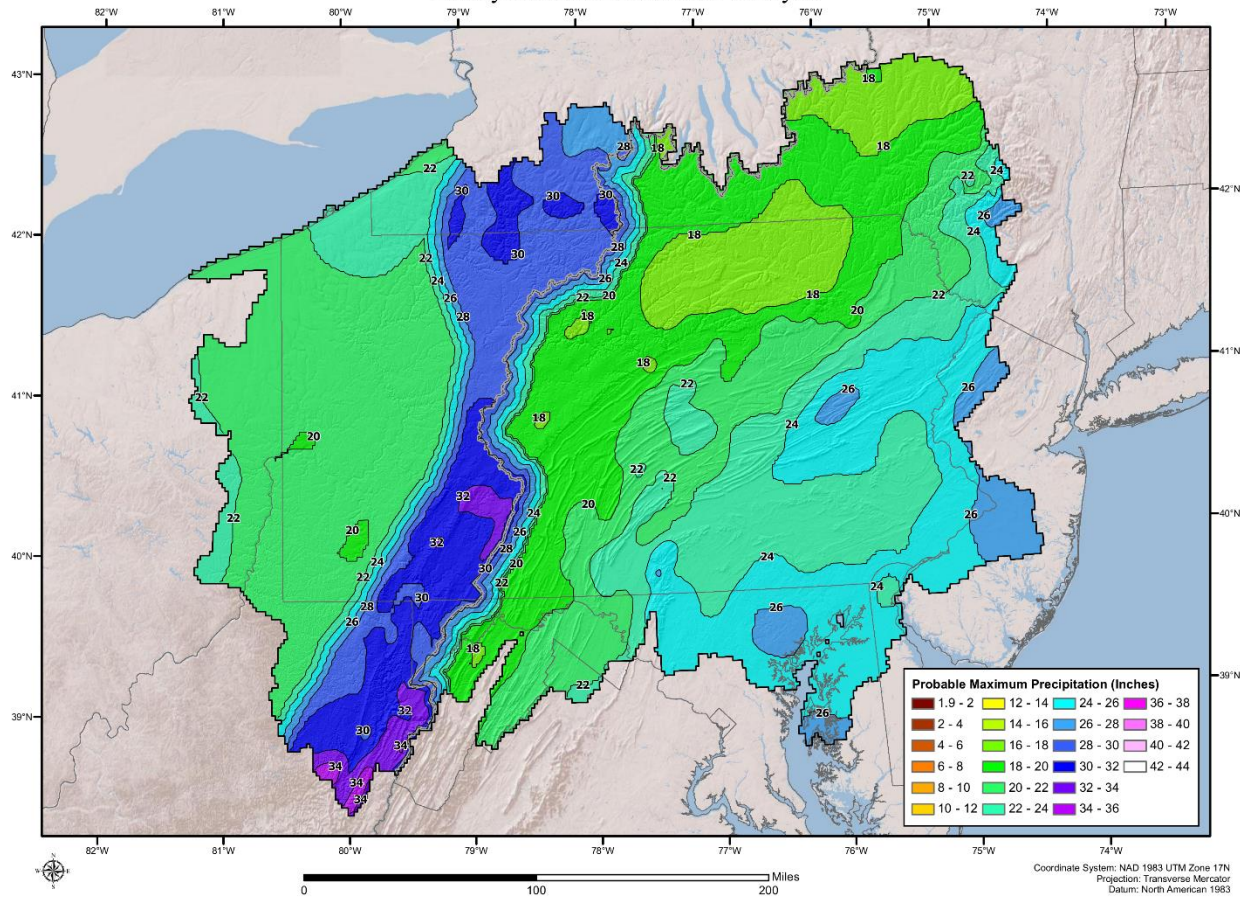 80°W 79°W 78°W 77°W 76°W 75°W 74°W 73°W
43°N 43°N
18
18 28 18
22 24
22 30 30 30 26
42°N 42°N
18 28 24
22 30 24
24 26
26 22 20 18 22
28 18 20
18
41°N 41°N
22 22 26 26
18 24
20
22 22
32 24 20
22 20 26 26
40°N 40°N
32 28
24 30 20 24
22 22 24
28 30
26 26
18
22
39°N 39°N
32 26
30 34
34
34
34
Probable Maximum Precipitation (Inches)
1.9 - 2 12 - 14 24 - 26 36 - 38
2 - 4 14 - 16 26 - 28 38 - 40
4 - 6 16 - 18 28 - 30 40 - 42
6 - 8 18 - 20 30 - 32 42 - 44
8 - 10 20 - 22 32 - 34
10 - 12 22 - 24 34 - 36
82°W 81°W 80°W 79°W 78°W 77°W 76°W 75°W 74°W
N
W E
S
Miles
0 100 200
Coordinate System: NAD 1983 UTM Zone 17N
Projection: Transverse Mercator
Datum: North American 1983